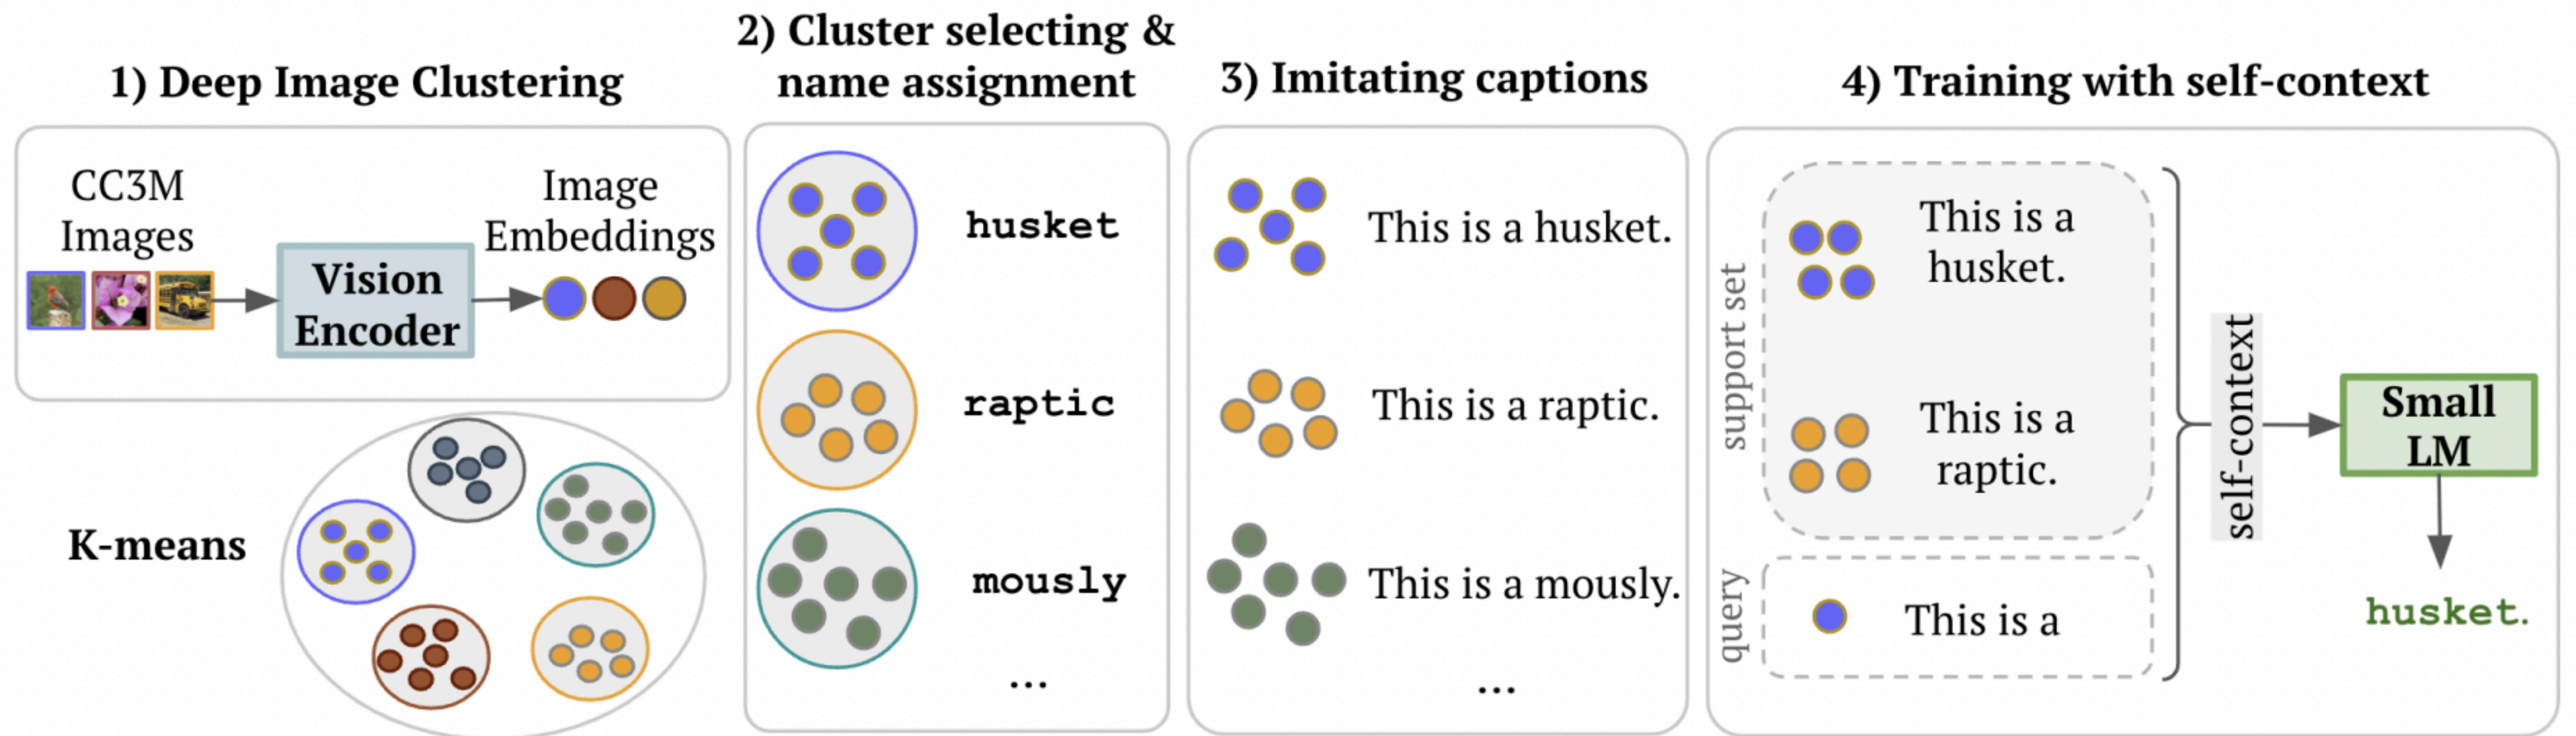 1) Deep Image Clustering
CC3M
Images
Vision
Encoder
Image
Embeddings
K-means
2) Cluster selecting &
name assignment
husket
raptic
mously
...
3) Imitating captions
This is a husket.
This is a raptic.
This is a mously.
...
4) Training with self-context
support set
This is a
husket.
This is a
raptic.
query
This is a
self-context
Small
LM
husket.